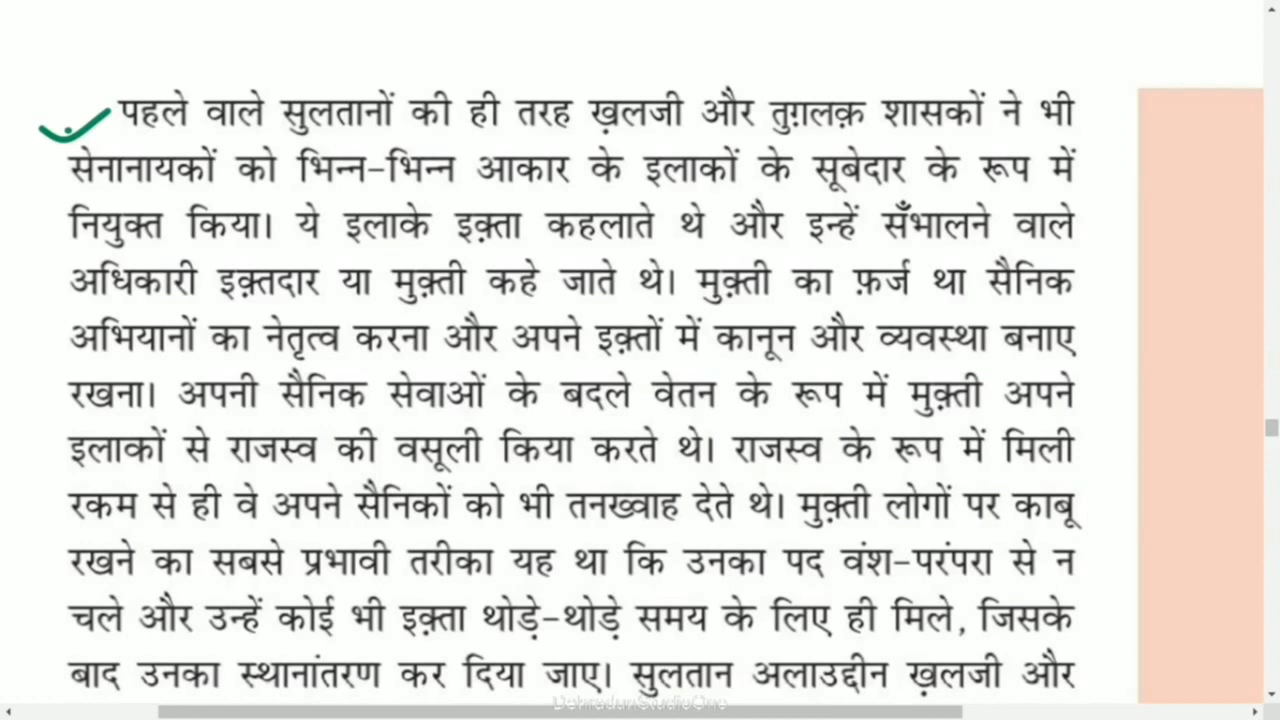 पहले वाले सुलतानों की ही तरह ख़लजी और तुग़लक़ शासकों ने भी
सेनानायकों को भिन्न-भिन्न आकार के इलाकों के सूबेदार के रूप में
नियुक्त किया। ये इलाके इक़्ता कहलाते थे और इन्हें सँभालने वाले
अधिकारी इक़्तदार या मुक़्ती कहे जाते थे। मुक़्ती का फ़र्ज था सैनिक
अभियानों का नेतृत्व करना और अपने इक़्तों में कानून और व्यवस्था बनाए
रखना। अपनी सैनिक सेवाओं के बदले वेतन के रूप में मुक़्ती अपने
इलाकों से राजस्व की वसूली किया करते थे। राजस्व के रूप में मिली
रकम से ही वे अपने सैनिकों को भी तनख्वाह देते थे। मुक़्ती लोगों पर काबू
रखने का सबसे प्रभावी तरीका यह था कि उनका पद वंश-परंपरा से न
चले और उन्हें कोई भी इक़्ता थोड़े-थोड़े समय के लिए ही मिले, जिसके
बाद उनका स्थानांतरण कर दिया जाए। सुलतान अलाउद्दीन ख़लजी और
DehradunStudioOne